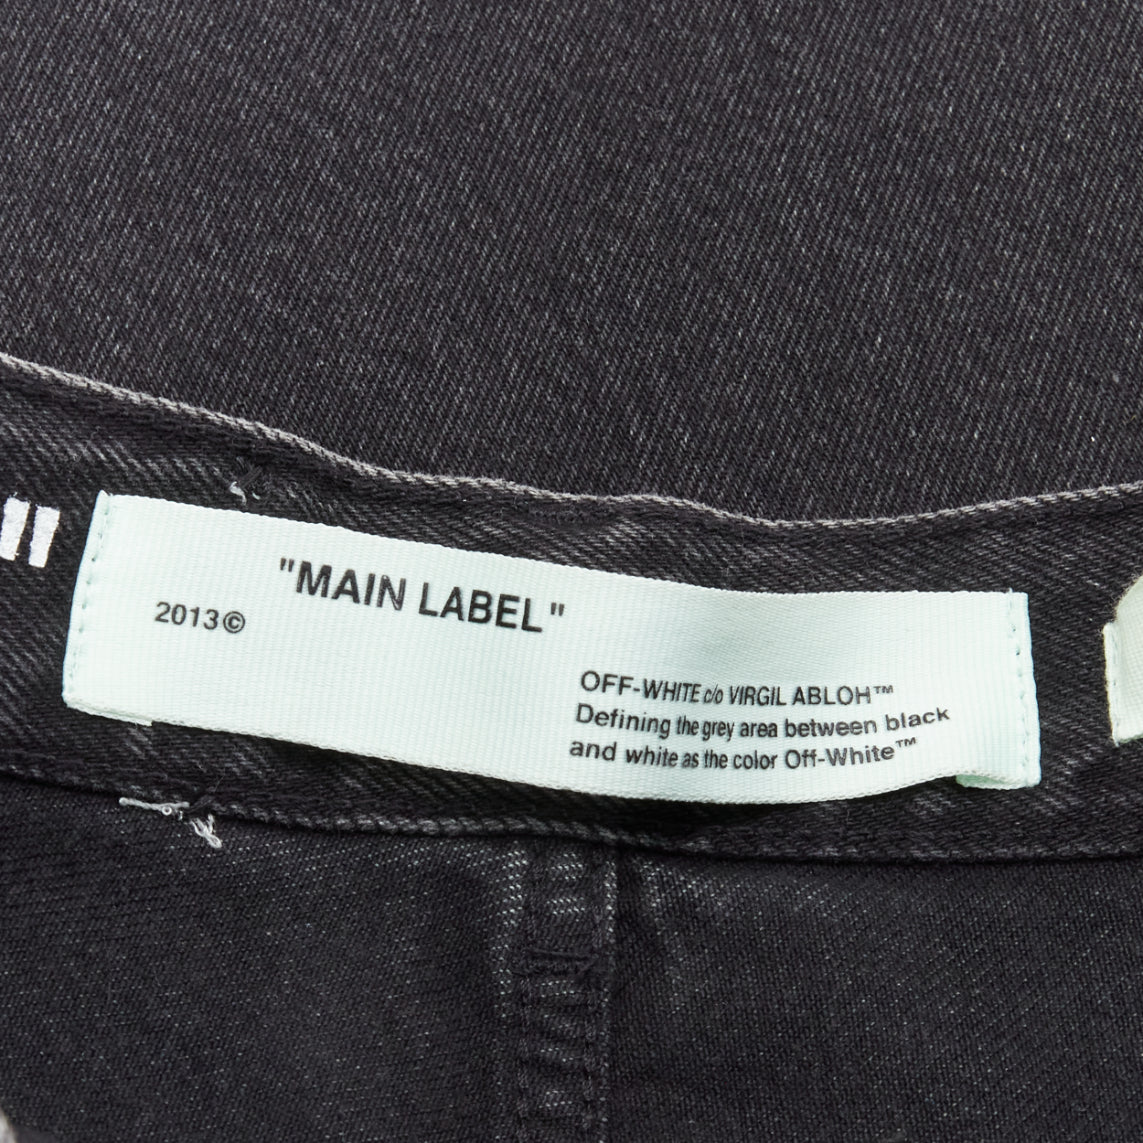 "MAIN LABEL"
2013©
OFF-WHITE c/o VIRGIL ABLOH™
Defining the grey area between black
and white as the color Off-White™